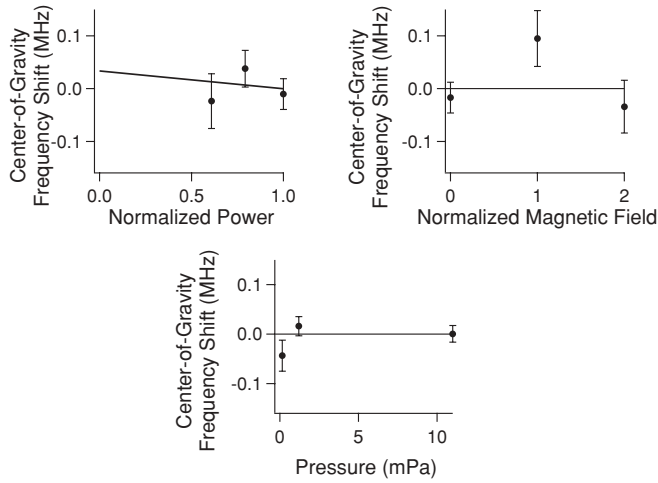 Center-of-Gravity
Frequency Shift (MHz)
0.1
0.0
-0.1
0.0
0.5
1.0
Normalized Power
Center-of-Gravity
Frequency Shift (MHz)
0.1
0.0
-0.1
0
1
2
Normalized Magnetic Field
Center-of-Gravity
Frequency Shift (MHz)
0.1
0.0
-0.1
0
5
10
Pressure (mPa)